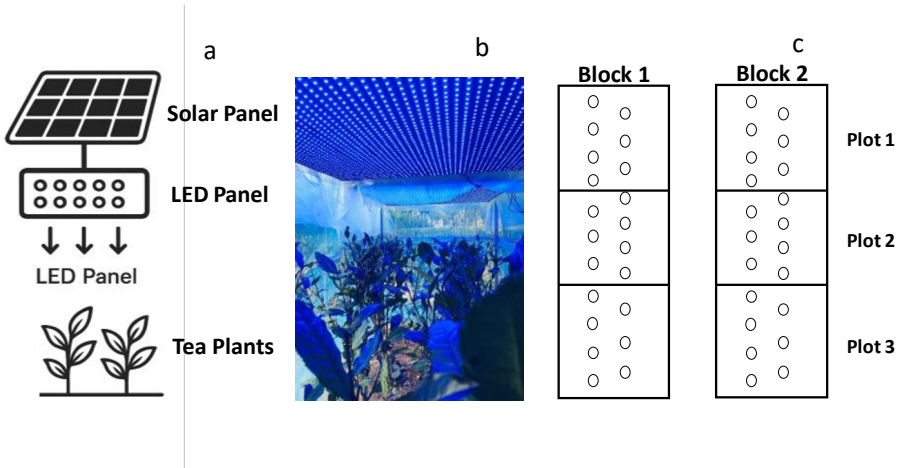 a
Solar Panel
LED Panel
LED Panel
Tea Plants
b
c
Block 1
Block 2
Plot 1
Plot 2
Plot 3